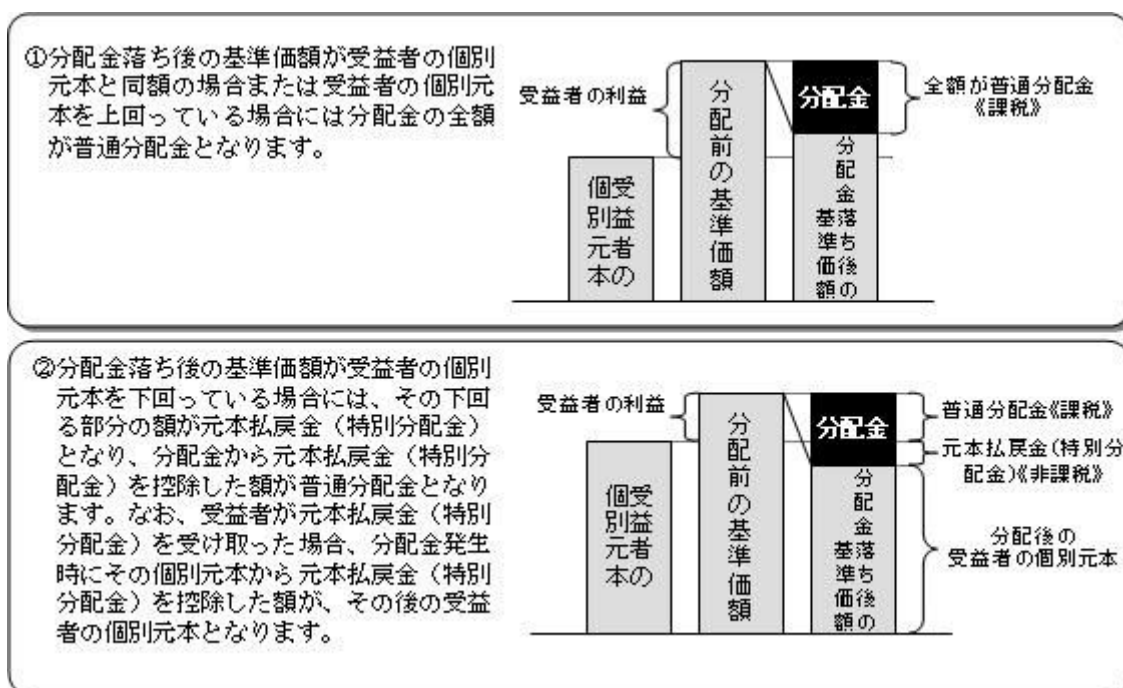 ①分配金落ち後の基準価額が受益者の個別
元本と同額の場合または受益者の個別元
本を上回っている場合には分配金の全額
が普通分配金となります。
受益者の利益
受益者の
個別元本
分配前の基準価額
分配金
分配金落ち後の
基準価額
全額が普通分配金
《課税》
②分配金落ち後の基準価額が受益者の個別
元本を下回っている場合には、その下回
る部分の額が元本払戻金（特別分配金）
となり、分配金から元本払戻金（特別分
配金）を控除した額が普通分配金となり
ます。なお、受益者が元本払戻金（特別
分配金）を受け取った場合、分配金発生
時にその個別元本から元本払戻金（特別
分配金）を控除した額が、その後の受益
者の個別元本となります。
受益者の利益
受益者の
個別元本
分配前の基準価額
分配金
分配金落ち後の
基準価額
普通分配金《課税》
元本払戻金(特別分
配金)《非課税》
分配後の
受益者の個別元本